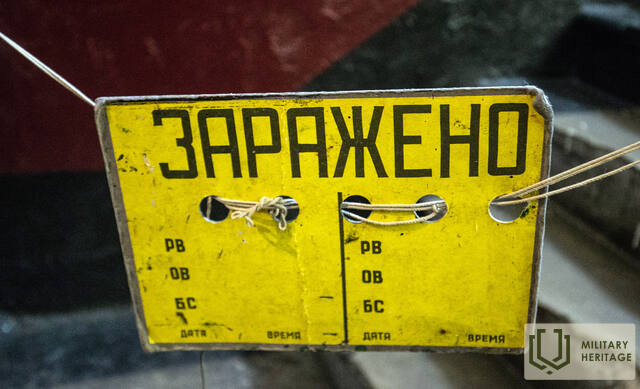 ЗАРАЖЕНО
РВ РВ
ОВ ОВ
БС БС
ДАТА ВРЕМЯ ДАТА ВРЕМЯ
MILITARY
HERITAGE